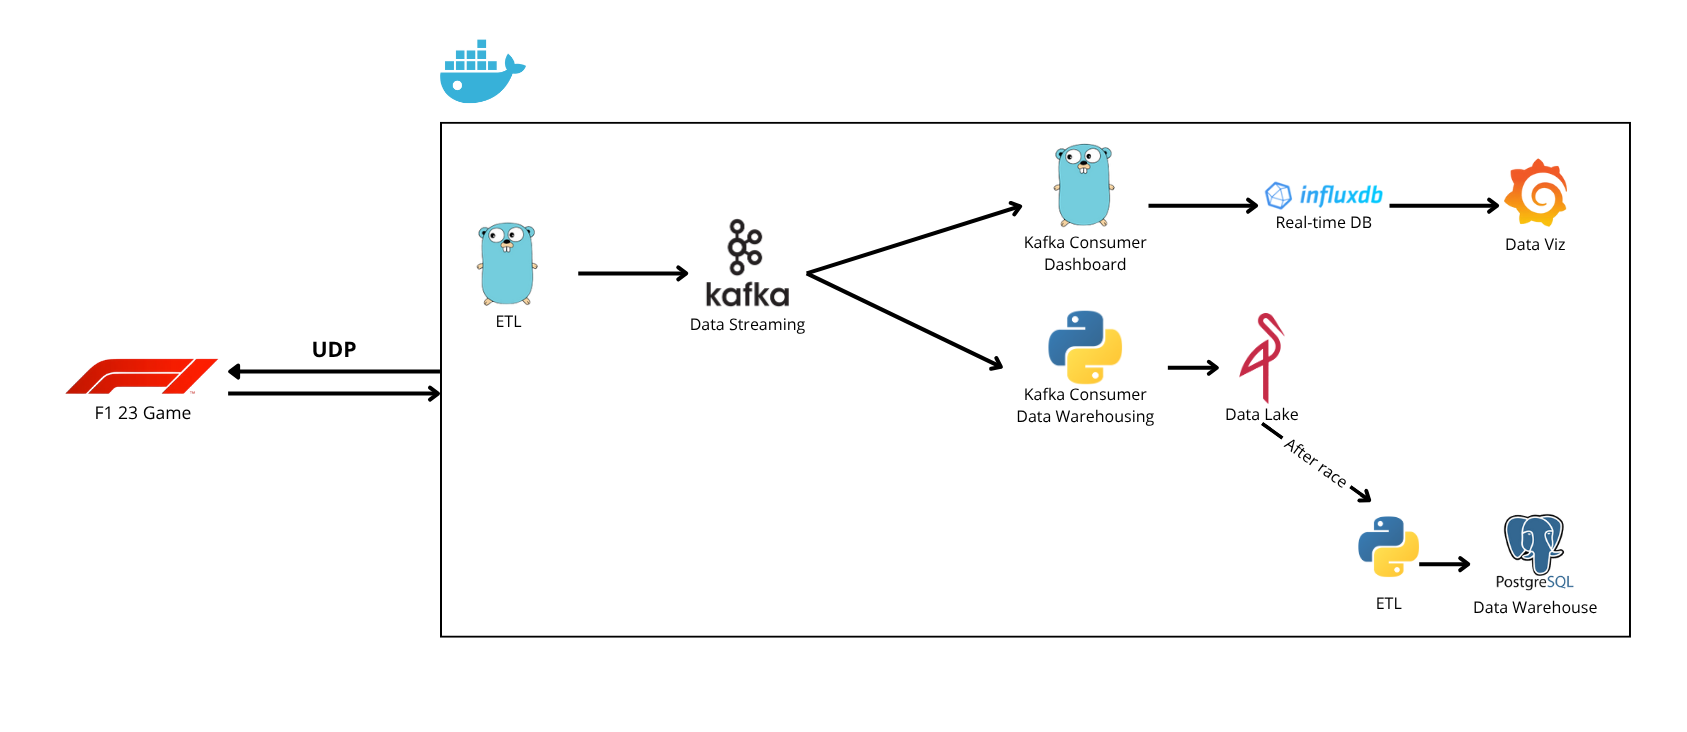 UDP
F1 23 Game
™
ETL
kafka
Data Streaming
Kafka Consumer
Dashboard
influxdb
Real-time DB
Data Viz
Kafka Consumer
Data Warehousing
Data Lake
After race
ETL
PostgreSQL
Data Warehouse